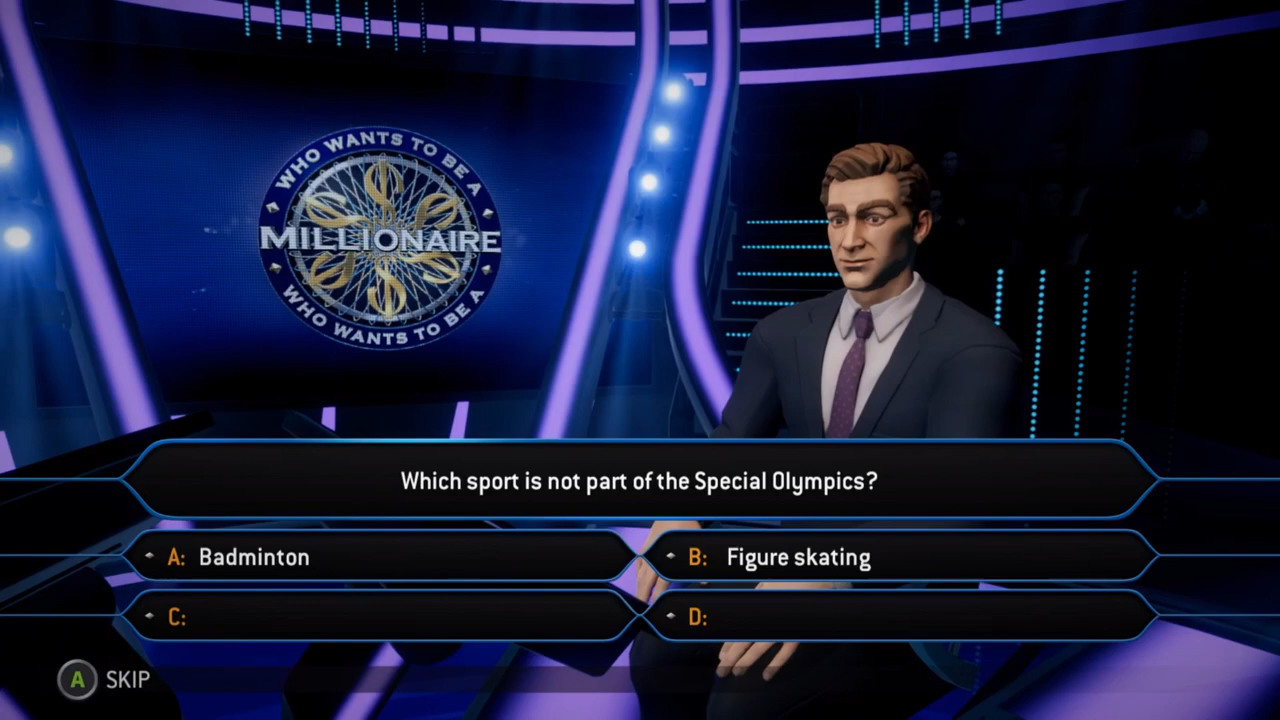 WHO WANTS TO BE A
MILLIONAIRE
WHO WANTS TO BE A
Which sport is not part of the Special Olympics?
A: Badminton
B: Figure skating
C:
D:
A SKIP